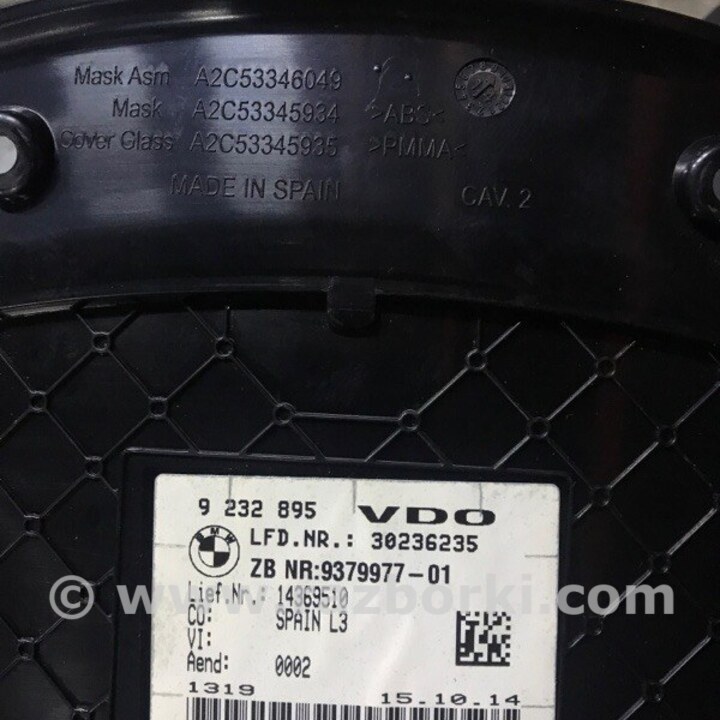 Mask Asm A2C53346049
Mask A2C53345934 >ABS<
Cover Glass A2C53345935 >PMMA<
MADE IN SPAIN CAV. 2
9 232 895 VDO
BMW
LFD.NR.: 30236235
ZB NR:9379977-01
Lief.Nr.: 14369510
CO: SPAIN L3
VI:
Aend: 0002
1319 15.10.14